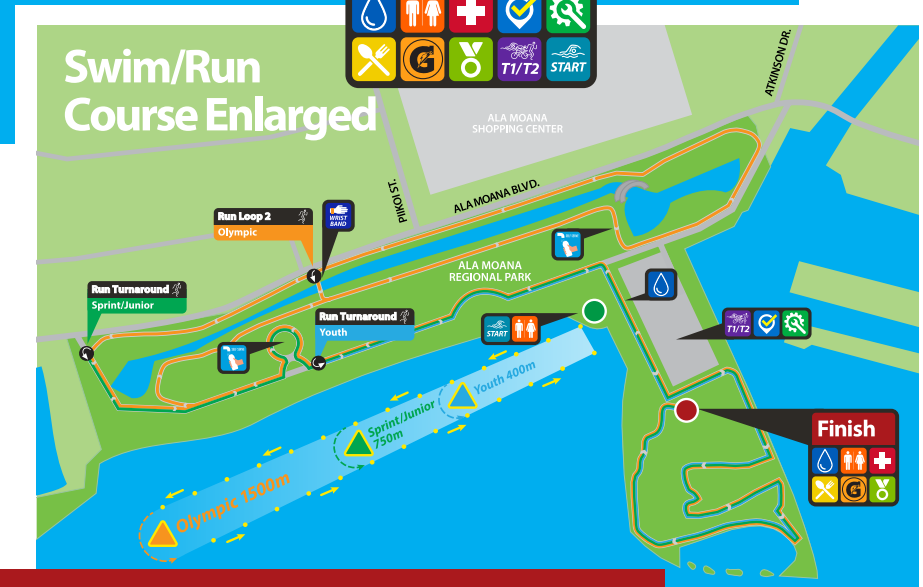 T1/T2
START
Swim/Run
Course Enlarged
ATKINSON DR.
ALA MOANA
SHOPPING CENTER
PIIKOI ST.
ALA MOANA BLVD.
Run Loop 2
Olympic
WRIST
BAND
ALA MOANA
REGIONAL PARK
Run Turnaround
Sprint/Junior
Run Turnaround
Youth
START
T1/T2
Youth 400m
Sprint/Junior
750m
Finish
G
Olympic 1500m